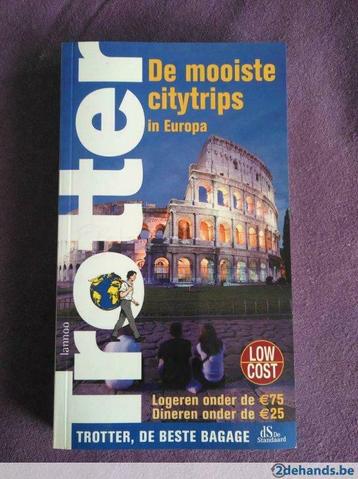 Trotter
De mooiste
citytrips
in Europa
lannoo
LOW
COST
Logeren onder de €75
Dineren onder de €25
TROTTER, DE BESTE BAGAGE
dS De
Standaard
2dehands.be